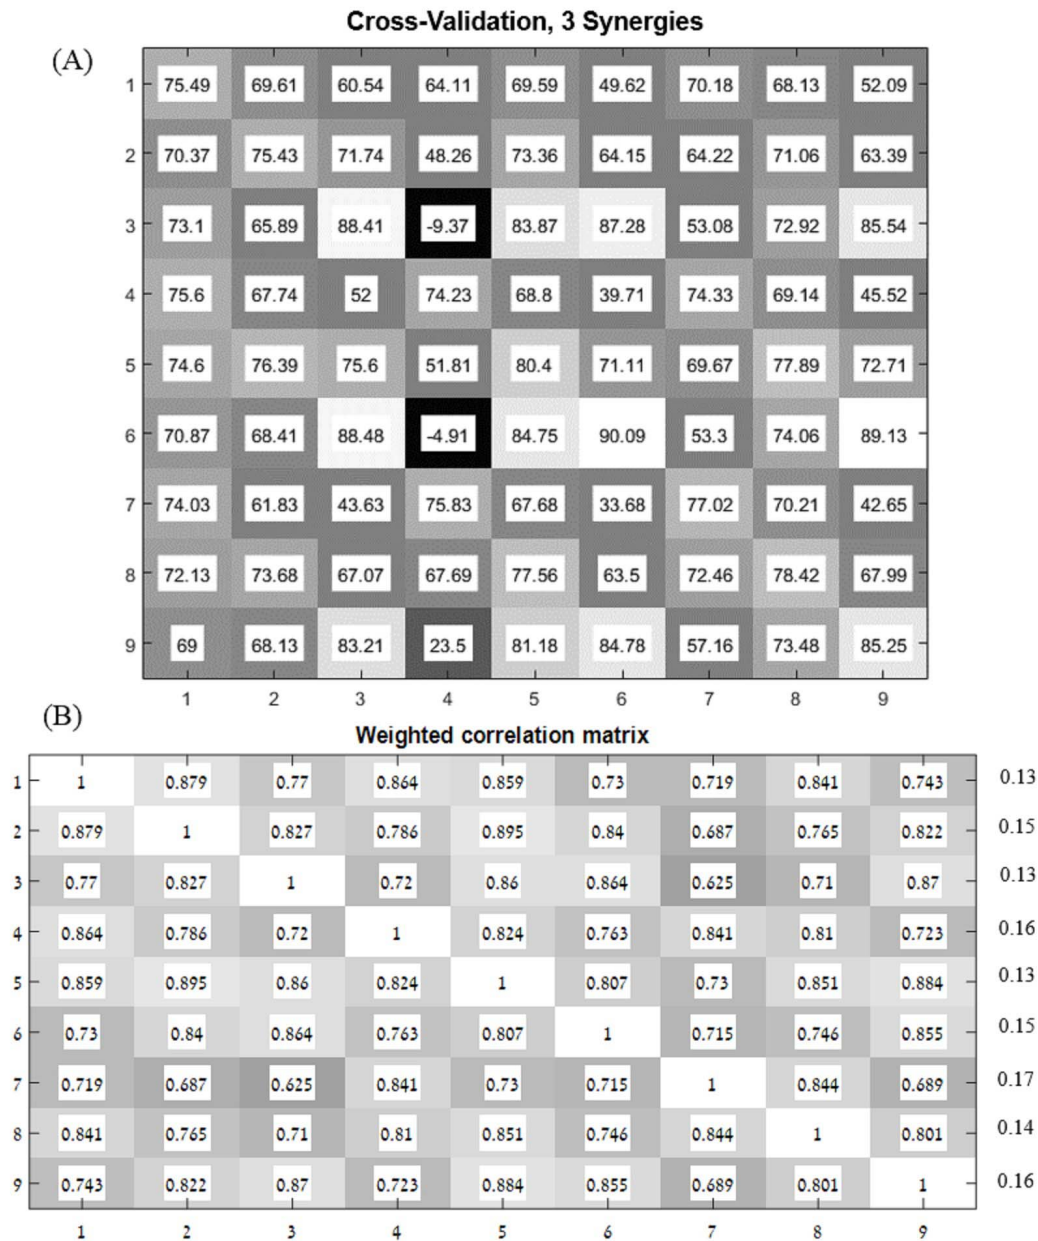 Cross-Validation, 3 Synergies
(A)
1 75.49 69.61 60.54 64.11 69.59 49.62 70.18 68.13 52.09
2 70.37 75.43 71.74 48.26 73.36 64.15 64.22 71.06 63.39
3 73.1 65.89 88.41 -9.37 83.87 87.28 53.08 72.92 85.54
4 75.6 67.74 52 74.23 68.8 39.71 74.33 69.14 45.52
5 74.6 76.39 75.6 51.81 80.4 71.11 69.67 77.89 72.71
6 70.87 68.41 88.48 -4.91 84.75 90.09 53.3 74.06 89.13
7 74.03 61.83 43.63 75.83 67.68 33.68 77.02 70.21 42.65
8 72.13 73.68 67.07 67.69 77.56 63.5 72.46 78.42 67.99
9 69 68.13 83.21 23.5 81.18 84.78 57.16 73.48 85.25
1 2 3 4 5 6 7 8 9
(B)
Weighted correlation matrix
1 1 0.879 0.77 0.864 0.859 0.73 0.719 0.841 0.743 0.13
2 0.879 1 0.827 0.786 0.895 0.84 0.687 0.765 0.822 0.15
3 0.77 0.827 1 0.72 0.86 0.864 0.625 0.71 0.87 0.13
4 0.864 0.786 0.72 1 0.824 0.763 0.841 0.81 0.723 0.16
5 0.859 0.895 0.86 0.824 1 0.807 0.73 0.851 0.884 0.13
6 0.73 0.84 0.864 0.763 0.807 1 0.715 0.746 0.855 0.15
7 0.719 0.687 0.625 0.841 0.73 0.715 1 0.844 0.689 0.17
8 0.841 0.765 0.71 0.81 0.851 0.746 0.844 1 0.801 0.14
9 0.743 0.822 0.87 0.723 0.884 0.855 0.689 0.801 1 0.16
1 2 3 4 5 6 7 8 9